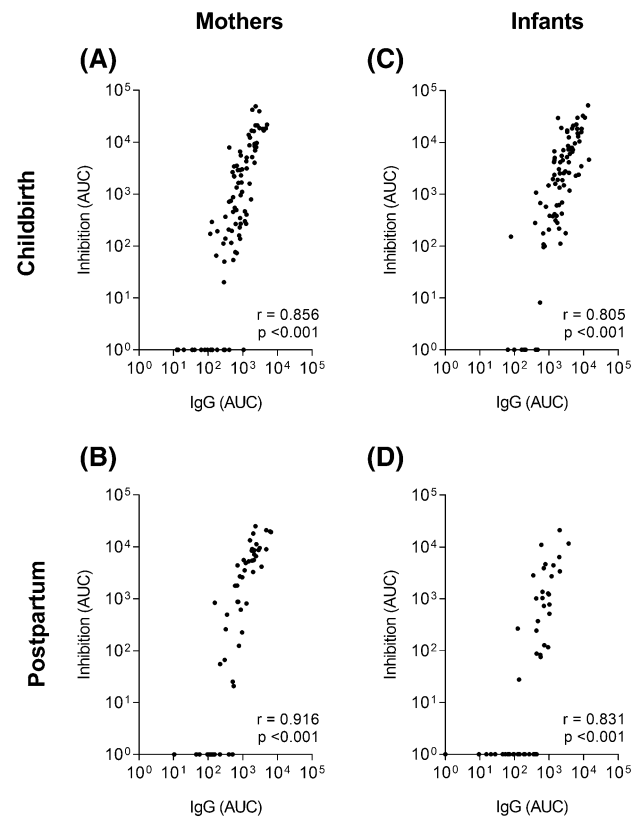 Mothers
Infants
(A)
(C)
Childbirth
Inhibition (AUC)
10⁵
10⁴
10³
10²
10¹
10⁰
r = 0.856
p <0.001
10⁰ 10¹ 10² 10³ 10⁴ 10⁵
IgG (AUC)
Inhibition (AUC)
10⁵
10⁴
10³
10²
10¹
10⁰
r = 0.805
p <0.001
10⁰ 10¹ 10² 10³ 10⁴ 10⁵
IgG (AUC)
(B)
(D)
Postpartum
Inhibition (AUC)
10⁵
10⁴
10³
10²
10¹
10⁰
r = 0.916
p <0.001
10⁰ 10¹ 10² 10³ 10⁴ 10⁵
IgG (AUC)
Inhibition (AUC)
10⁵
10⁴
10³
10²
10¹
10⁰
r = 0.831
p <0.001
10⁰ 10¹ 10² 10³ 10⁴ 10⁵
IgG (AUC)